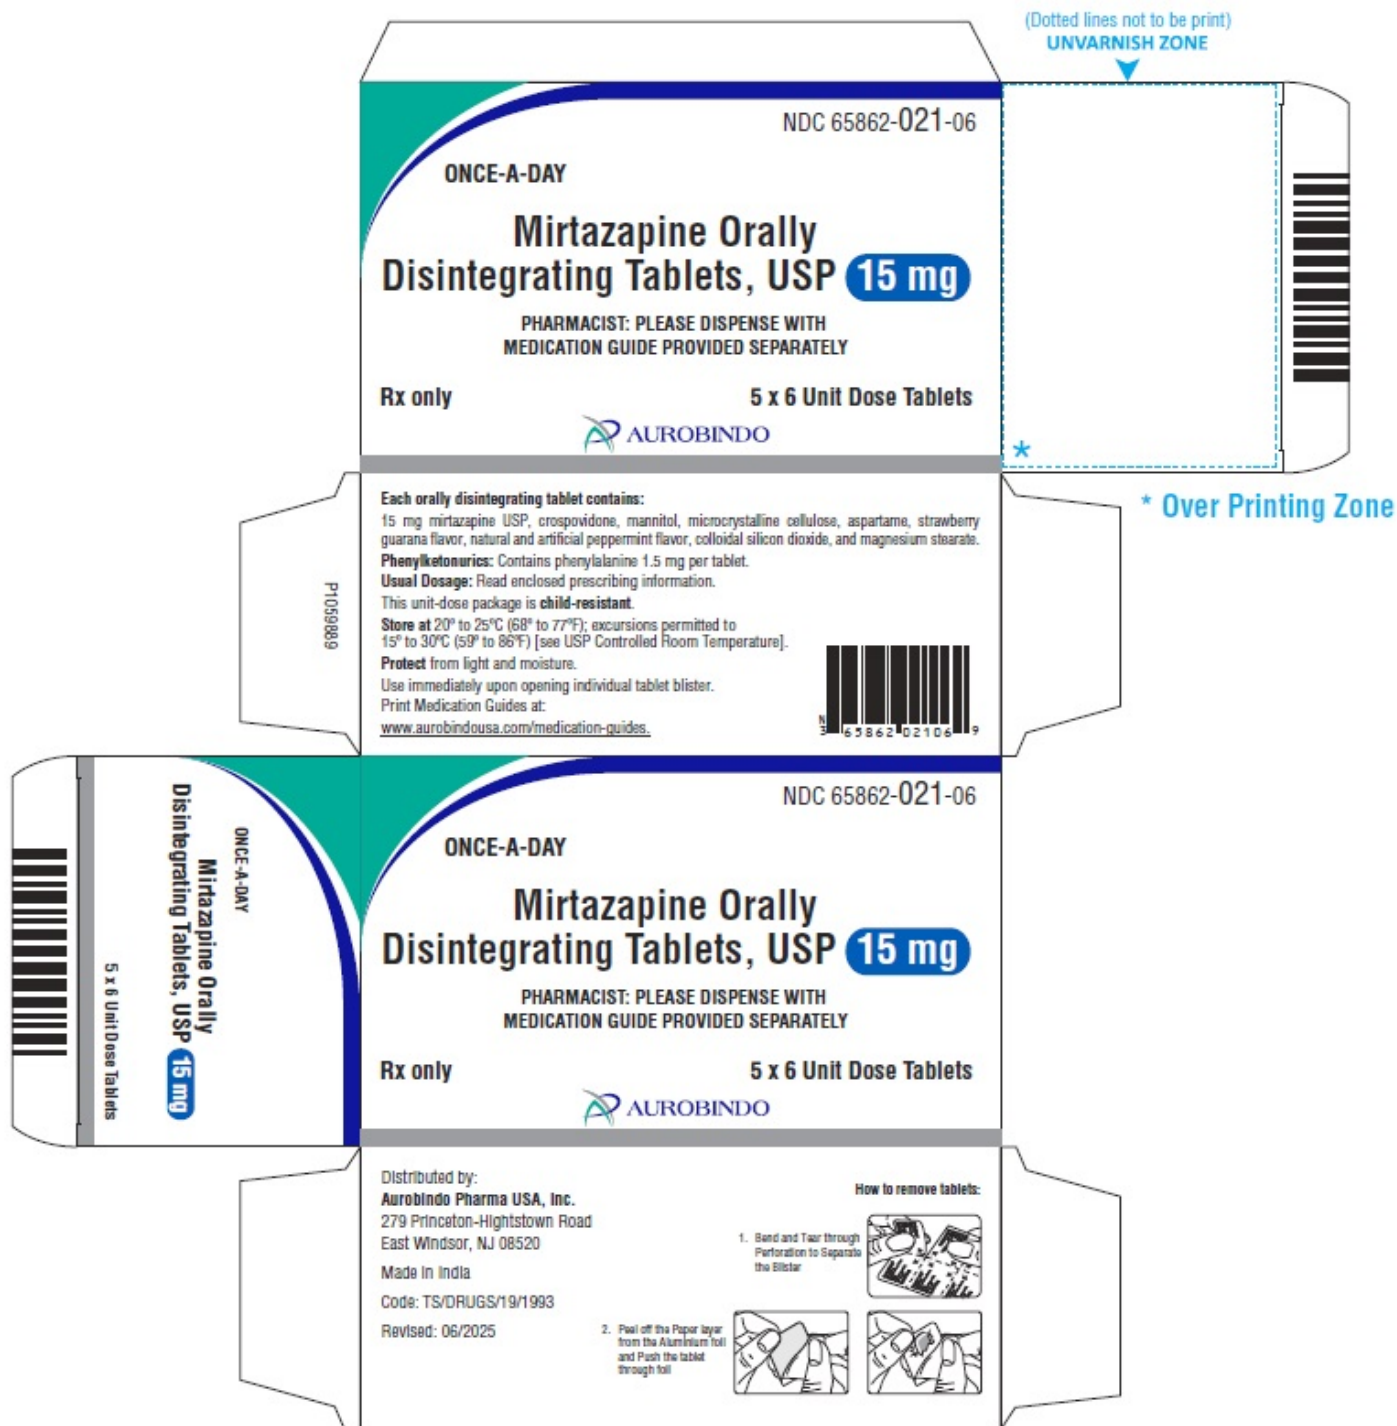 (Dotted lines not to be print)
UNVARNISH ZONE
NDC 65862-021-06
ONCE-A-DAY
Mirtazapine Orally
Disintegrating Tablets, USP 15 mg
PHARMACIST: PLEASE DISPENSE WITH
MEDICATION GUIDE PROVIDED SEPARATELY
Rx only 5 x 6 Unit Dose Tablets
AUROBINDO
*
* Over Printing Zone
Each orally disintegrating tablet contains:
15 mg mirtazapine USP, crospovidone, mannitol, microcrystalline cellulose, aspartame, strawberry
guarana flavor, natural and artificial peppermint flavor, colloidal silicon dioxide, and magnesium stearate.
Phenylketonurics: Contains phenylalanine 1.5 mg per tablet.
Usual Dosage: Read enclosed prescribing information.
This unit-dose package is child-resistant.
Store at 20° to 25°C (68° to 77°F); excursions permitted to
15° to 30°C (59° to 86°F) [see USP Controlled Room Temperature].
Protect from light and moisture.
Use immediately upon opening individual tablet blister.
Print Medication Guides at:
www.aurobindousa.com/medication-guides.
N
3 65862 02106 9
P1059889
ONCE-A-DAY
Mirtazapine Orally
Disintegrating Tablets, USP 15 mg
5 x 6 Unit Dose Tablets
NDC 65862-021-06
ONCE-A-DAY
Mirtazapine Orally
Disintegrating Tablets, USP 15 mg
PHARMACIST: PLEASE DISPENSE WITH
MEDICATION GUIDE PROVIDED SEPARATELY
Rx only 5 x 6 Unit Dose Tablets
AUROBINDO
Distributed by:
Aurobindo Pharma USA, Inc.
279 Princeton-Hightstown Road
East Windsor, NJ 08520
Made in India
Code: TS/DRUGS/19/1993
Revised: 06/2025
How to remove tablets:
1. Bend and Tear through
Perforation to Separate
the Blister
2. Peel off the Paper layer
from the Aluminium foil
and Push the tablet
through foil